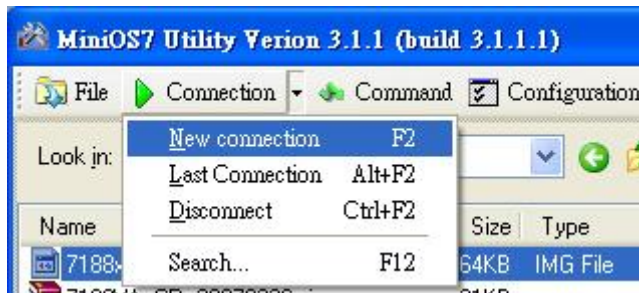 MiniOS7 Utility Verion 3.1.1 (build 3.1.1.1)
File Connection Command Configuration
Look in:
New connection F2
Last Connection Alt+F2
Disconnect Ctrl+F2
Search... F12
Name Size Type
7188x 64KB IMG File